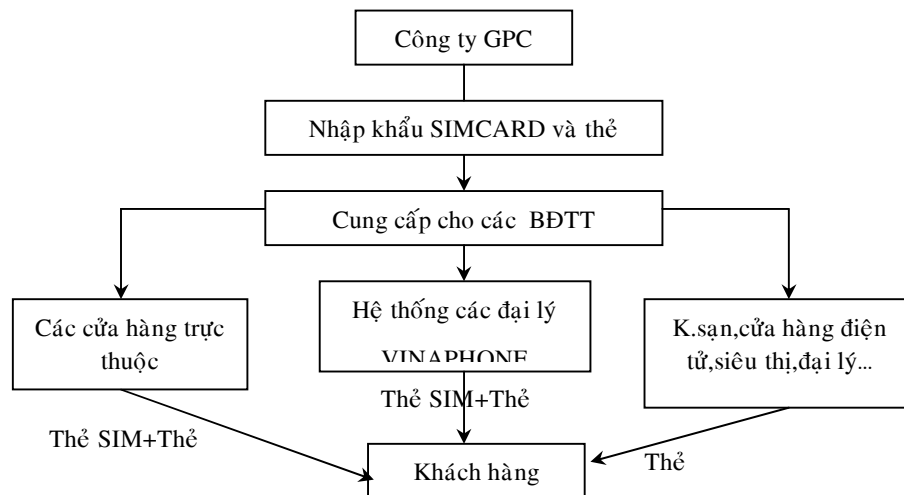 Công ty GPC
Nhập khẩu SIMCARD và thẻ
Cung cấp cho các BĐTT
Các cửa hàng trực
thuộc
Hệ thống các đại lý
VINAPHONE
K.sạn,cửa hàng điện
tử,siêu thị,đại lý...
Thẻ SIM+Thẻ
Thẻ SIM+Thẻ
Thẻ
Khách hàng